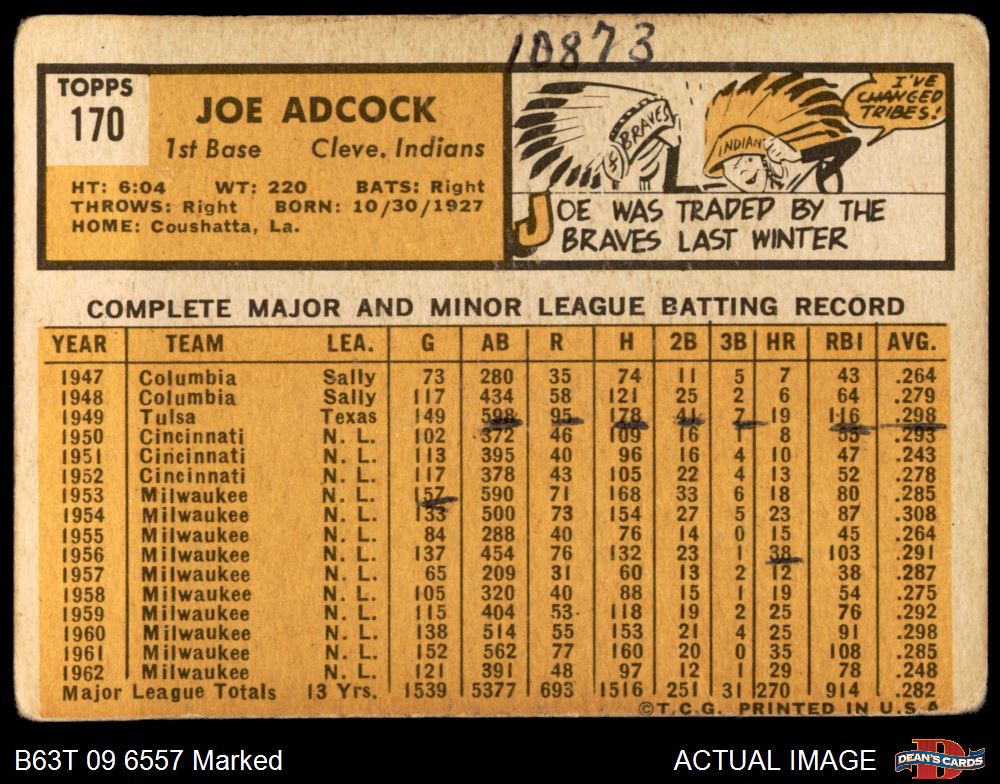 10873
TOPPS
170
JOE ADCOCK
1st Base Cleve. Indians
HT: 6:04 WT: 220 BATS: Right
THROWS: Right BORN: 10/30/1927
HOME: Coushatta, La.
BRAVES
INDIAN
I'VE
CHANGED
TRIBES!
JOE WAS TRADED BY THE
BRAVES LAST WINTER
COMPLETE MAJOR AND MINOR LEAGUE BATTING RECORD
YEAR TEAM LEA. G AB R H 2B 3B HR RBI AVG.
1947 Columbia Sally 73 280 35 74 11 5 7 43 .264
1948 Columbia Sally 117 434 58 121 25 2 6 64 .279
1949 Tulsa Texas 149 598 95 178 41 7 19 116 .298
1950 Cincinnati N. L. 102 372 46 109 16 1 8 55 .293
1951 Cincinnati N. L. 113 395 40 96 16 4 10 47 .243
1952 Cincinnati N. L. 117 378 43 105 22 4 13 52 .278
1953 Milwaukee N. L. 157 590 71 168 33 6 18 80 .285
1954 Milwaukee N. L. 133 500 73 154 27 5 23 87 .308
1955 Milwaukee N. L. 84 288 40 76 14 0 15 45 .264
1956 Milwaukee N. L. 137 454 76 132 23 1 38 103 .291
1957 Milwaukee N. L. 65 209 31 60 13 2 12 38 .287
1958 Milwaukee N. L. 105 320 40 88 15 1 19 54 .275
1959 Milwaukee N. L. 115 404 53 118 19 2 25 76 .292
1960 Milwaukee N. L. 138 514 55 153 21 4 25 91 .298
1961 Milwaukee N. L. 152 562 77 160 20 0 35 108 .285
1962 Milwaukee N. L. 121 391 48 97 12 1 29 78 .248
Major League Totals 13 Yrs. 1539 5377 693 1516 251 31 270 914 .282
©T.C.G. PRINTED IN U.S.A.
B63T 09 6557 Marked ACTUAL IMAGE
DEAN'S CARDS